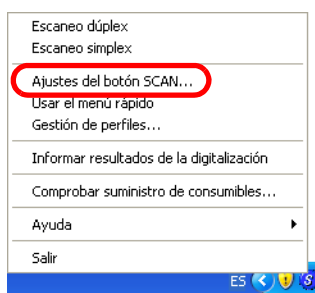 Escaneo dúplex
Escaneo simplex
Ajustes del botón SCAN...
Usar el menú rápido
Gestión de perfiles...
Informar resultados de la digitalización
Comprobar suministro de consumibles...
Ayuda
Salir
ES
S